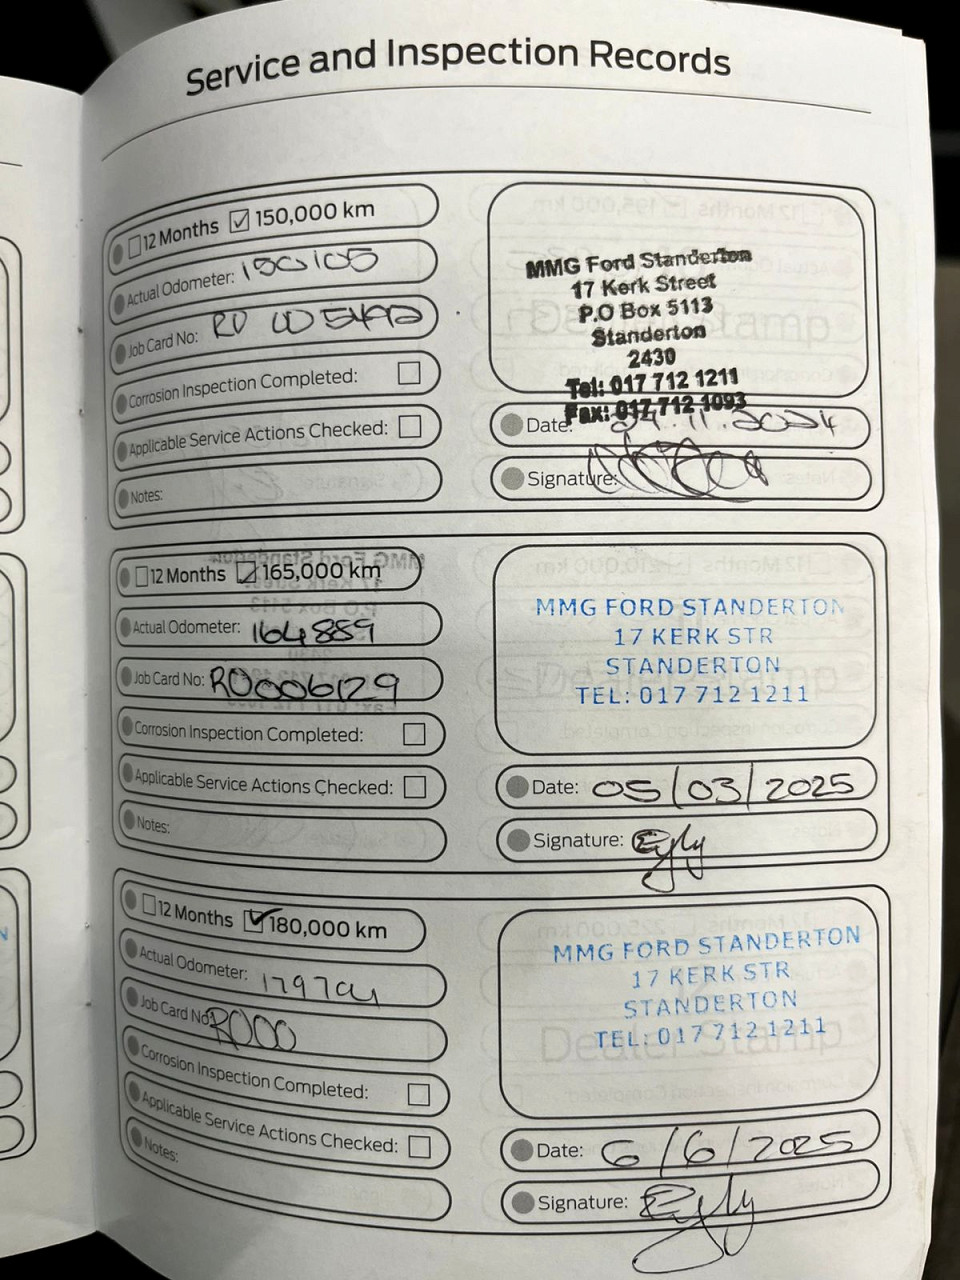 Service and Inspection Records
12 Months 150,000 km
Actual Odometer: 150105
Job Card No:
Corrosion Inspection Completed:
Applicable Service Actions Checked:
Notes:
MMG Ford Standerton
17 Kerk Street
P.O Box 5113
Standerton
2430
Tel: 017 712 1211
Fax: 017 712 1093
Date: 11.2024
Signature:
12 Months 165,000 km
Actual Odometer: 164889
Job Card No: RO006129
Corrosion Inspection Completed:
Applicable Service Actions Checked:
Notes:
MMG FORD STANDERTON
17 KERK STR
STANDERTON
TEL: 017 712 1211
Date: 05/03/2025
Signature:
12 Months 180,000 km
Actual Odometer:
Job Card No: RO00
Corrosion Inspection Completed:
Applicable Service Actions Checked:
Notes:
MMG FORD STANDERTON
17 KERK STR
STANDERTON
TEL: 017 712 1211
Date: 6/6/2025
Signature: